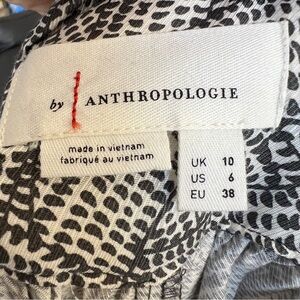 by ANTHROPOLOGIE
made in vietnam
fabriqué au vietnam
UK 10
US 6
EU 38